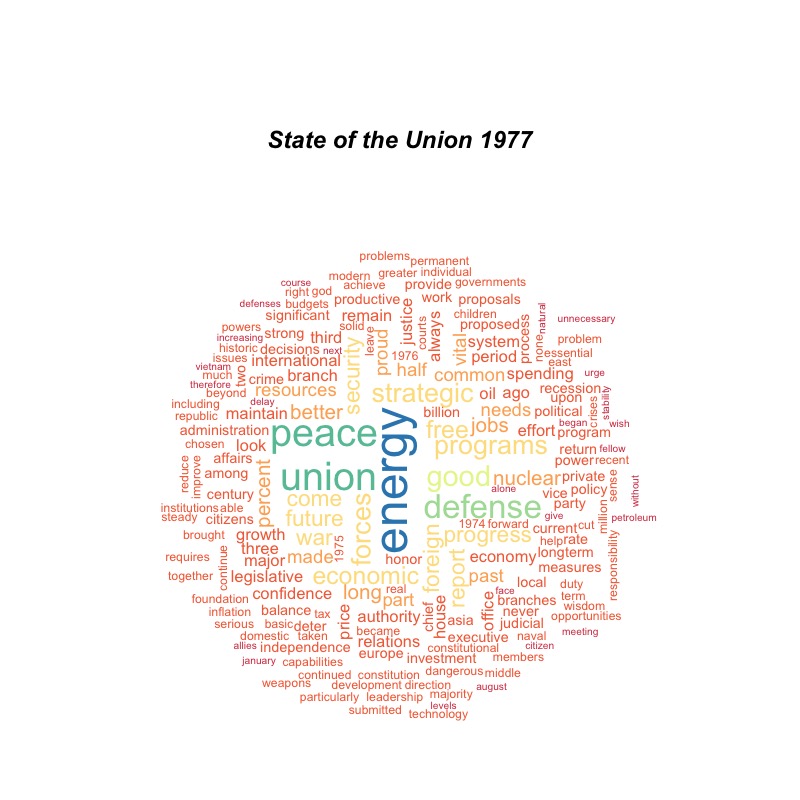 State of the Union 1977
problems permanent
modern greater individual
course achieve provide governments
right god productive work proposals
defenses budgets
significant remain justice always children
powers strong third solid leave proud courts proposed process none natural unnecessary
increasing
historic decisions next 1976 vital system problem
issues international half period essential
vietnam two branch security common spending east urge
much crime
therefore resources strategic recession
beyond oil ago upon crises stability
including delay better billion needs political began wish
republic maintain
administration peace energy free jobs effort program
chosen look programs return fellow
reduce improve affairs power recent
among union good nuclear private sense without
century percent alone vice policy
institutions able come defense party million
steady citizens future forces 1974 forward give petroleum
brought growth war 1975 progress current cut
three help rate
requires continue major made honor foreign report economy longterm responsibility
together legislative economic past measures
confidence long real face local duty
foundation part office branches term
inflation balance tax price authority chief house never wisdom
serious basic deter asia judicial opportunities
domestic taken became executive naval meeting
allies independence relations constitutional citizen
january capabilities europe investment members
continued constitution dangerous middle
weapons development direction august
particularly leadership majority
submitted levels
technology